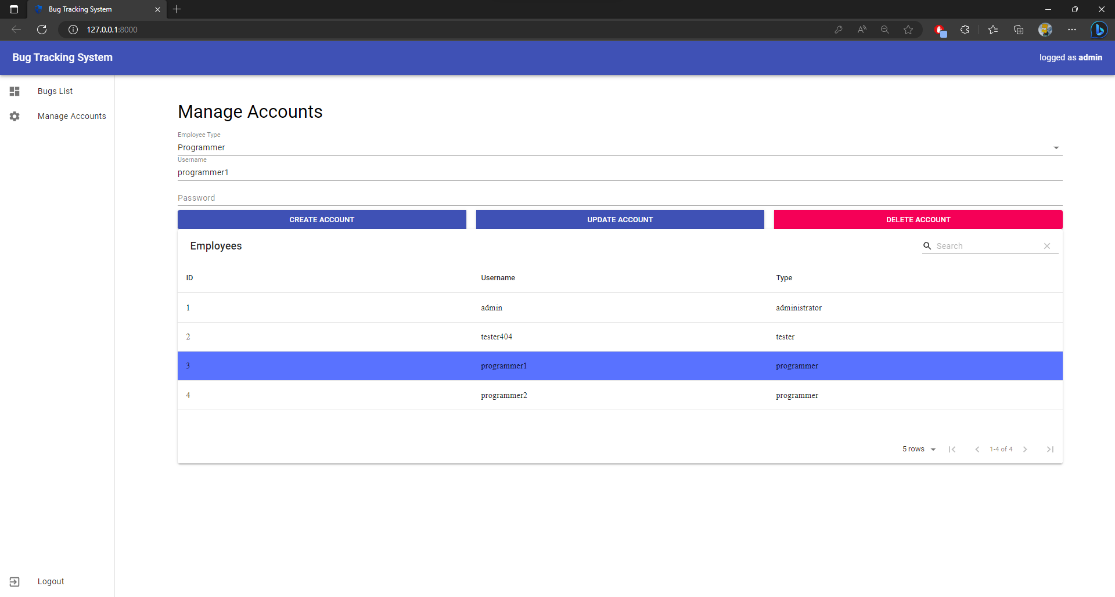 Bug Tracking System
127.0.0.1:8000
Bug Tracking System
logged as admin
Bugs List
Manage Accounts
Manage Accounts
Employee Type
Programmer
Username
programmer1
Password
CREATE ACCOUNT UPDATE ACCOUNT DELETE ACCOUNT
Employees
Search
ID Username Type
1 admin administrator
2 tester404 tester
3 programmer1 programmer
4 programmer2 programmer
5 rows 1-4 of 4
Logout